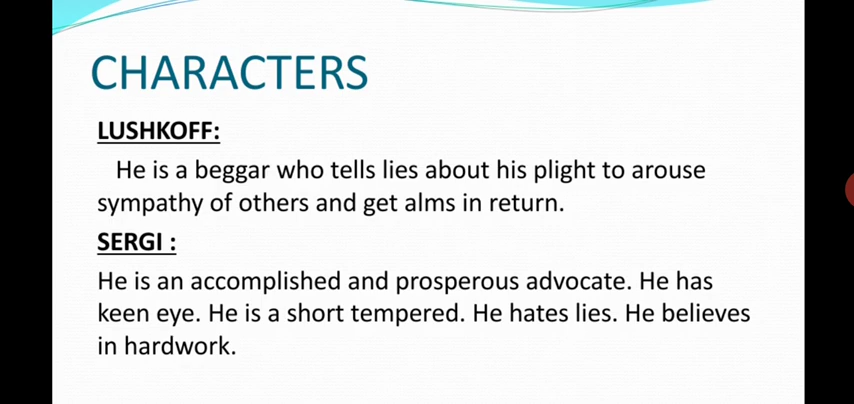 CHARACTERS
LUSHKOFF:
He is a beggar who tells lies about his plight to arouse
sympathy of others and get alms in return.
SERGI :
He is an accomplished and prosperous advocate. He has
keen eye. He is a short tempered. He hates lies. He believes
in hardwork.